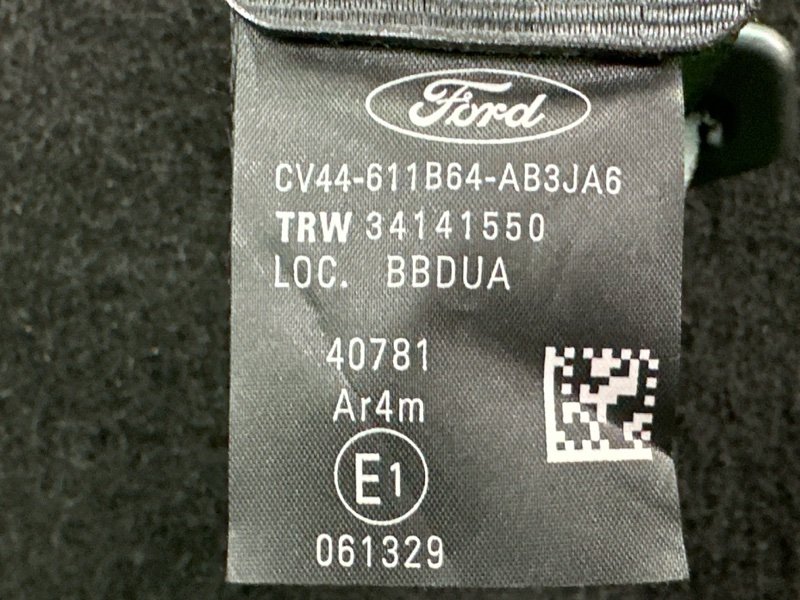 Ford
CV44-611B64-AB3JA6
TRW 34141550
LOC. BBDUA
40781
Ar4m
E1
061329